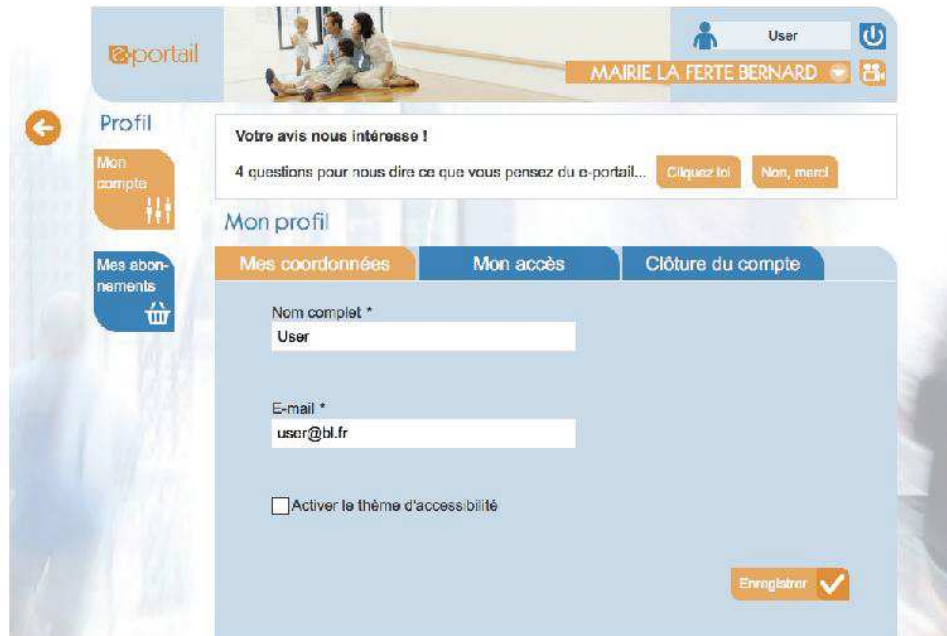 e-portail
User
MAIRIE LA FERTE BERNARD
Profil
Votre avis nous intéresse !
4 questions pour nous dire ce que vous pensez du e-portail...
Cliquez ici
Non, merci
Mon
compte
Mon profil
Mes abon-
nements
Mes coordonnées
Mon accès
Clôture du compte
Nom complet *
User
E-mail *
user@bl.fr
Activer le thème d'accessibilité
Enregistrer